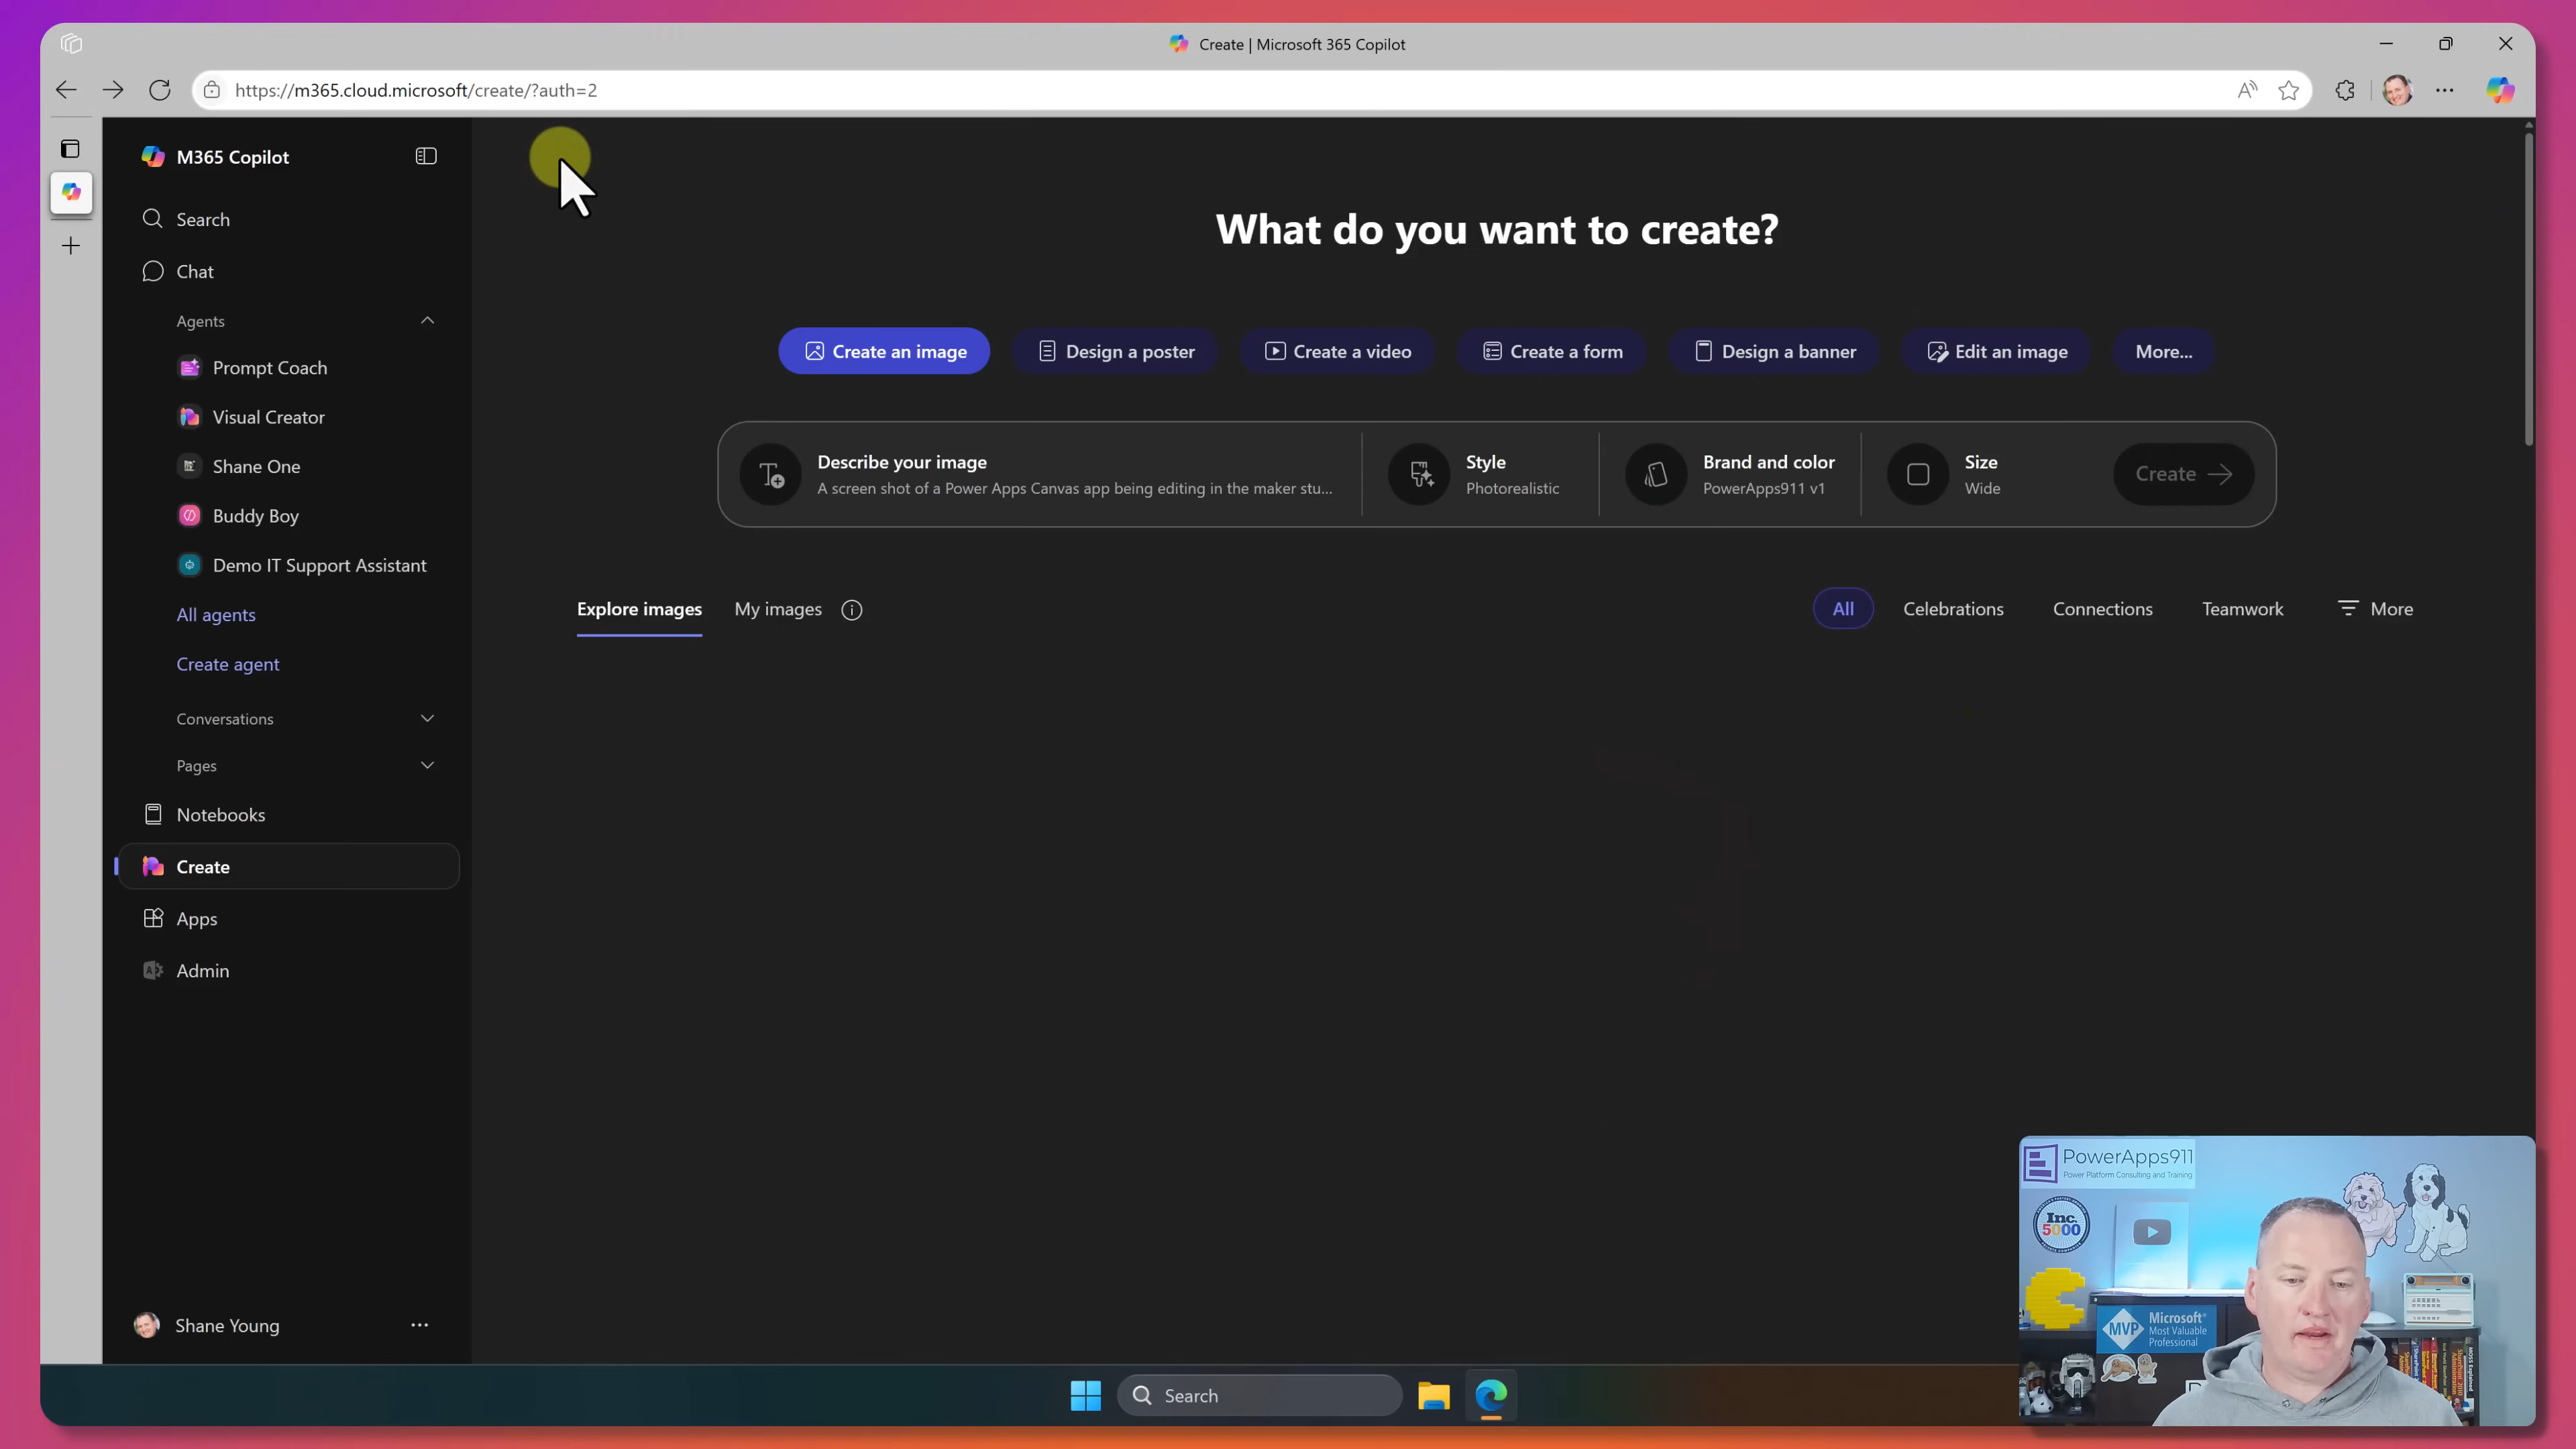 Create | Microsoft 365 Copilot
https://m365.cloud.microsoft/create/?auth=2
M365 Copilot
Search
Chat
Agents
Prompt Coach
Visual Creator
Shane One
Buddy Boy
Demo IT Support Assistant
All agents
Create agent
Conversations
Pages
Notebooks
Create
Apps
Admin
Shane Young
What do you want to create?
Create an image
Design a poster
Create a video
Create a form
Design a banner
Edit an image
More...
Describe your image
A screen shot of a Power Apps Canvas app being editing in the maker stu...
Style
Photorealistic
Brand and color
PowerApps911 v1
Size
Wide
Create
Explore images
My images
All
Celebrations
Connections
Teamwork
More
PowerApps911
Power Platform Consulting and Training
Inc.
5000
MVP
Microsoft®
Most Valuable
Professional
Search